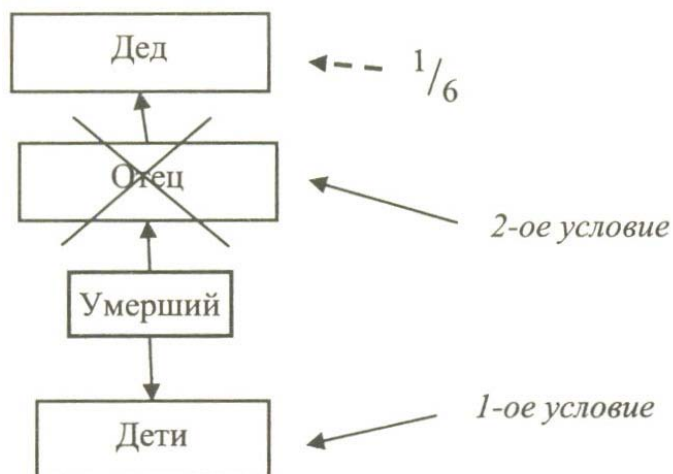 Дед
1/6
Отец
2-ое условие
Умерший
1-ое условие
Дети